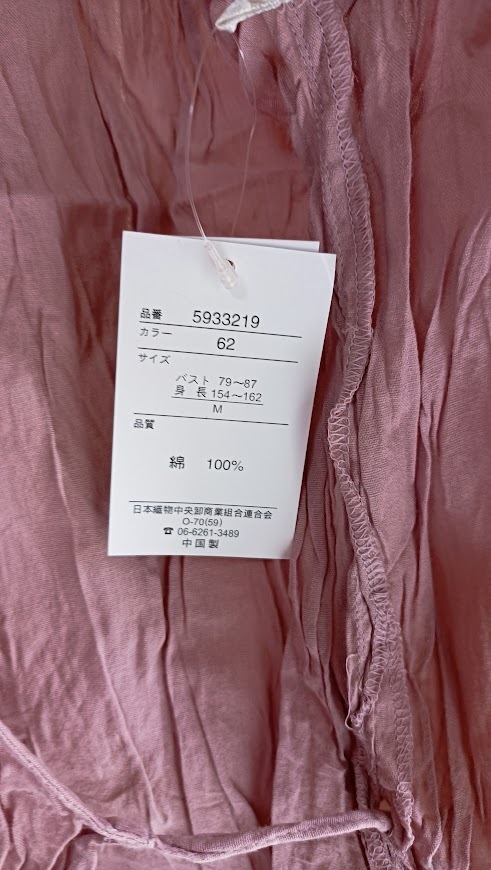 品番 5933219
カラー 62
サイズ
バスト 79〜87
身 長 154〜162
M
品質
綿 100%
日本織物中央卸商業組合連合会
O-70(59)
☎ 06-6261-3489
中国製